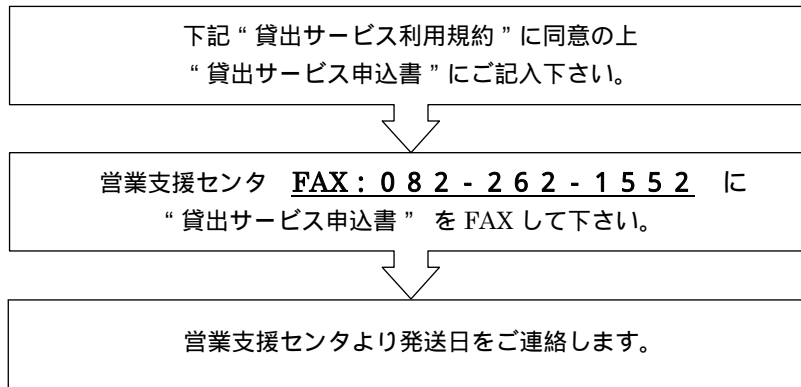 下記“貸出サービス利用規約”に同意の上
“貸出サービス申込書”にご記入下さい。
営業支援センタ　FAX：０８２－２６２－１５５２　に
“貸出サービス申込書”　を FAX して下さい。
営業支援センタより発送日をご連絡します。